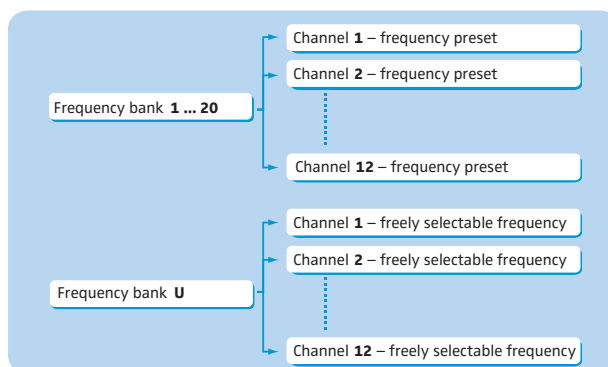 Channel 1 – frequency preset
Channel 2 – frequency preset
Frequency bank 1 ... 20
Channel 12 – frequency preset
Channel 1 – freely selectable frequency
Channel 2 – freely selectable frequency
Frequency bank U
Channel 12 – freely selectable frequency